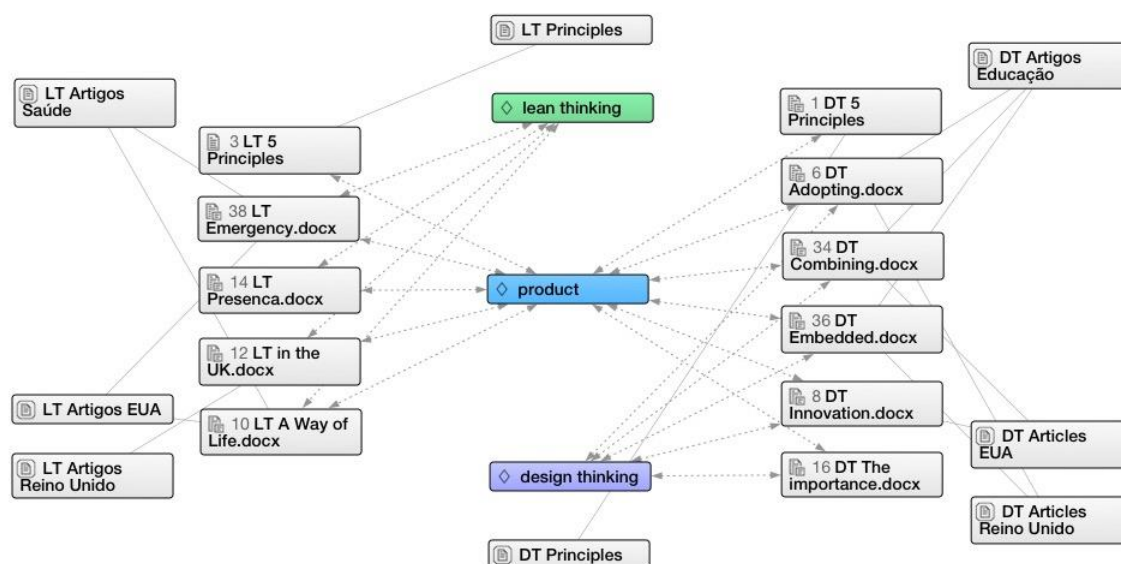 LT Principles
LT Artigos
Saúde
lean thinking
3 LT 5
Principles
38 LT
Emergency.docx
14 LT
Presenca.docx
12 LT in the
UK.docx
10 LT A Way of
Life.docx
LT Artigos EUA
LT Artigos
Reino Unido
product
design thinking
DT Principles
DT Artigos
Educação
1 DT 5
Principles
6 DT
Adopting.docx
34 DT
Combining.docx
36 DT
Embedded.docx
8 DT
Innovation.docx
16 DT The
importance.docx
DT Articles
EUA
DT Articles
Reino Unido